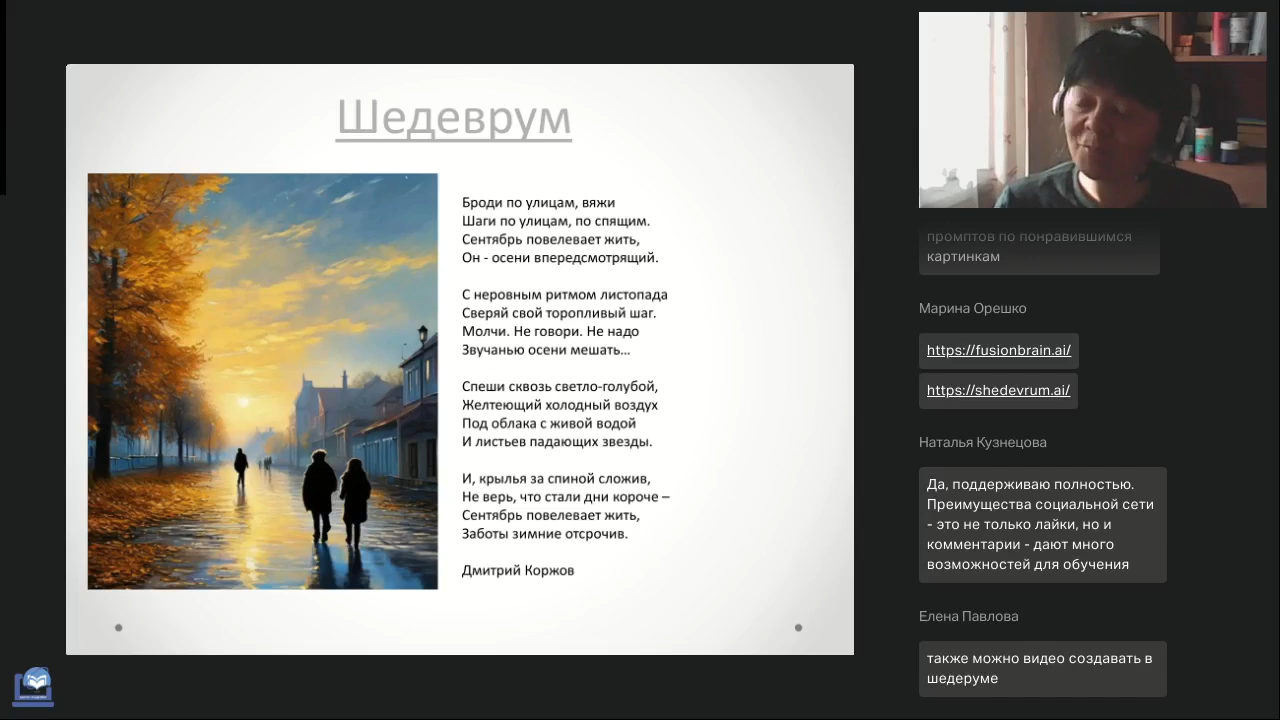 Шедеврум
Броди по улицам, вяжи
Шаги по улицам, по спящим.
Сентябрь повелевает жить,
Он - осени впередсмотрящий.
С неровным ритмом листопада
Сверяй свой торопливый шаг.
Молчи. Не говори. Не надо
Звучанью осени мешать...
Спеши сквозь светло-голубой,
Желтеющий холодный воздух
Под облака с живой водой
И листьев падающих звезды.
И, крылья за спиной сложив,
Не верь, что стали дни короче –
Сентябрь повелевает жить,
Заботы зимние отсрочив.
Дмитрий Коржов
промптов по понравившимся
картинкам
Марина Орешко
https://fusionbrain.ai/
https://shedevrum.ai/
Наталья Кузнецова
Да, поддерживаю полностью.
Преимущества социальной сети
- это не только лайки, но и
комментарии - дают много
возможностей для обучения
Елена Павлова
также можно видео создавать в
шедеруме